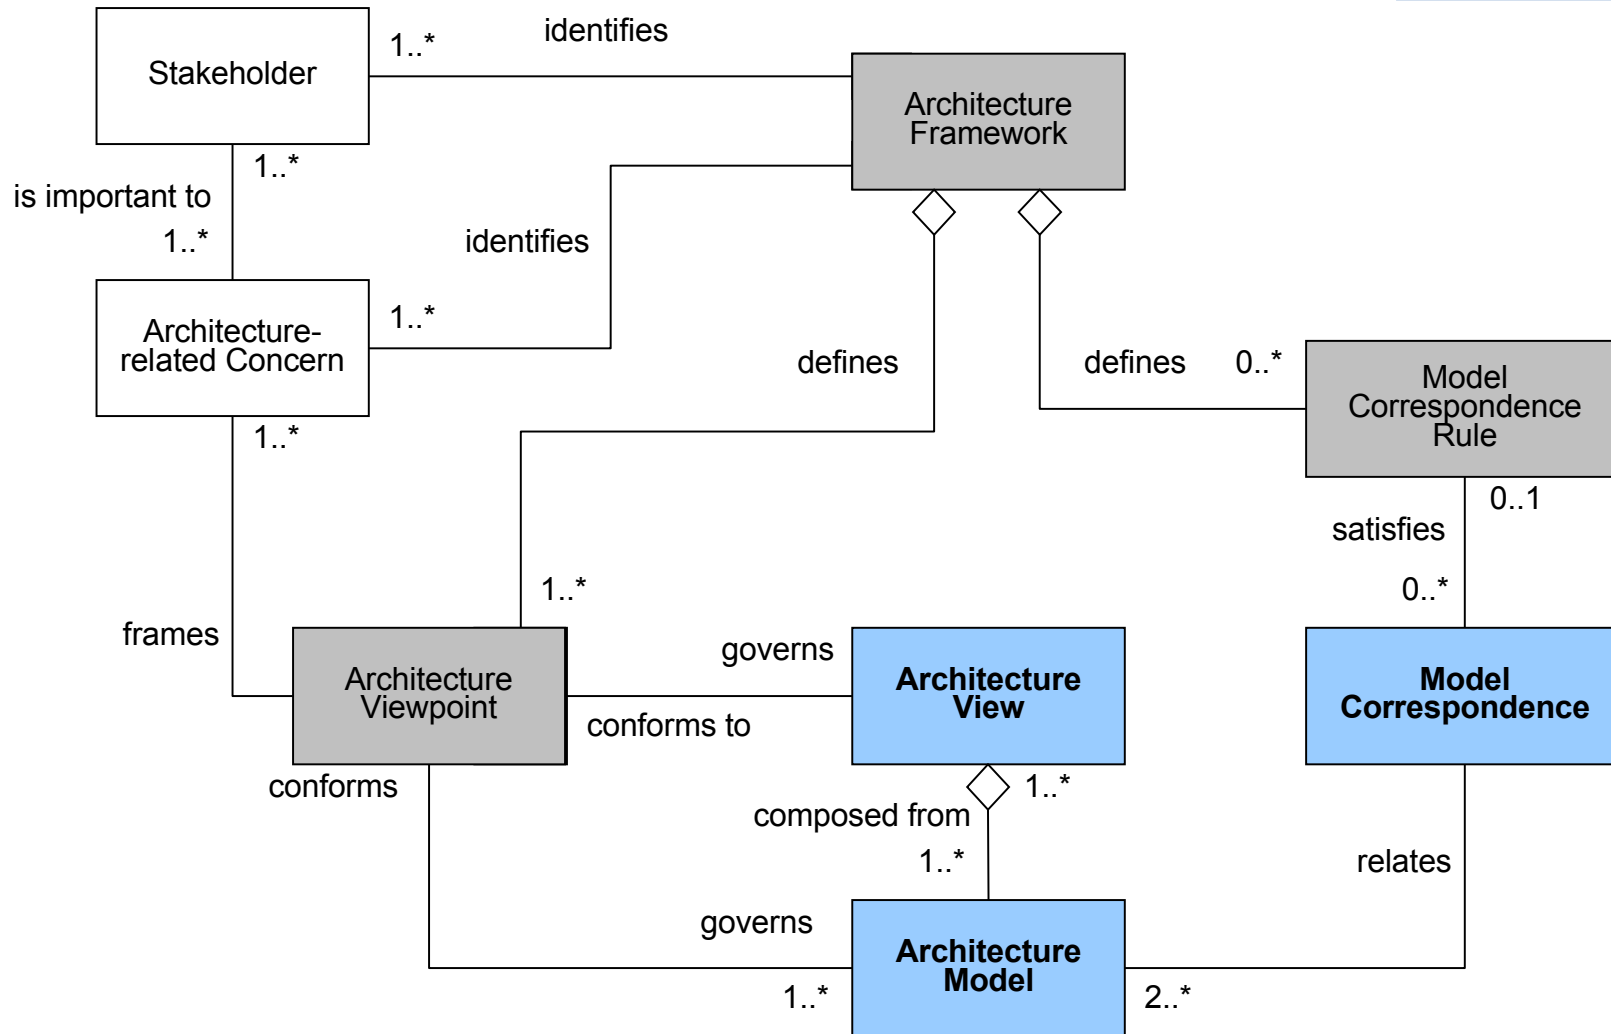 identifies
1..*
Stakeholder
Architecture
Framework
1..*
is important to
1..*
identifies
1..*
Architecture-
related Concern
defines
defines
0..*
Model
Correspondence
Rule
1..*
0..1
satisfies
1..*
0..*
frames
governs
Architecture
Viewpoint
Architecture
View
Model
Correspondence
conforms to
conforms
1..*
composed from
1..*
relates
governs
Architecture
Model
1..*
2..*